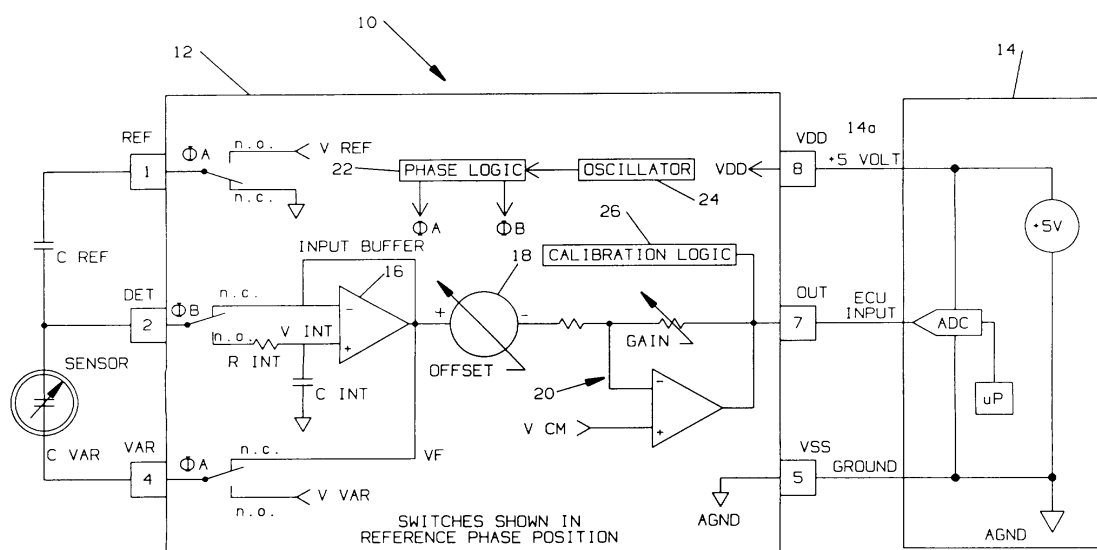 10
12
14
REF
1
ΦA
n.o.
V REF
n.c.
22
PHASE LOGIC
OSCILLATOR
24
ΦA
ΦB
VDD
VDD
8
14a
+5 VOLT
+5V
C REF
INPUT BUFFER
16
18
26
CALIBRATION LOGIC
DET
2
ΦB
n.c.
n.o.
R INT
V INT
-
+
C INT
+
-
OFFSET
GAIN
OUT
7
ECU
INPUT
ADC
uP
SENSOR
C VAR
20
-
+
V CM
VAR
4
ΦA
n.c.
VF
n.o.
V VAR
VSS
5
GROUND
AGND
AGND
SWITCHES SHOWN IN
REFERENCE PHASE POSITION